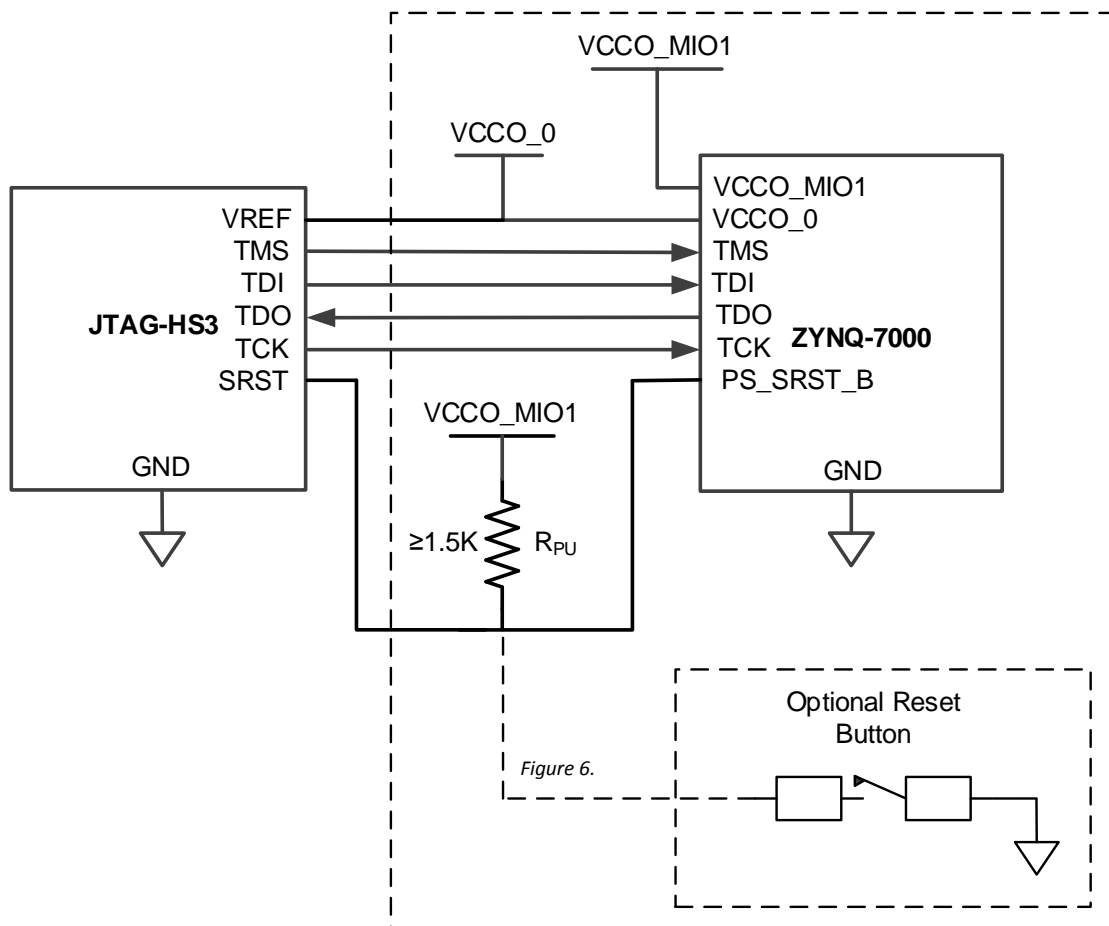 VCCO_MIO1
VCCO_0
VREF
TMS
TDI
TDO
TCK
SRST
JTAG-HS3
GND
VCCO_MIO1
VCCO_0
TMS
TDI
TDO
TCK
PS_SRST_B
ZYNQ-7000
GND
VCCO_MIO1
≥1.5K RPU
Optional Reset
Button
Figure 6.